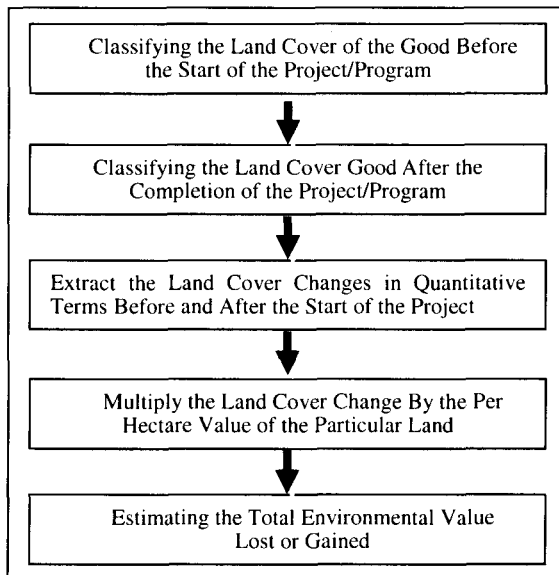 Classifying the Land Cover of the Good Before
the Start of the Project/Program
Classifying the Land Cover Good After the
Completion of the Project/Program
Extract the Land Cover Changes in Quantitative
Terms Before and After the Start of the Project
Multiply the Land Cover Change By the Per
Hectare Value of the Particular Land
Estimating the Total Environmental Value
Lost or Gained